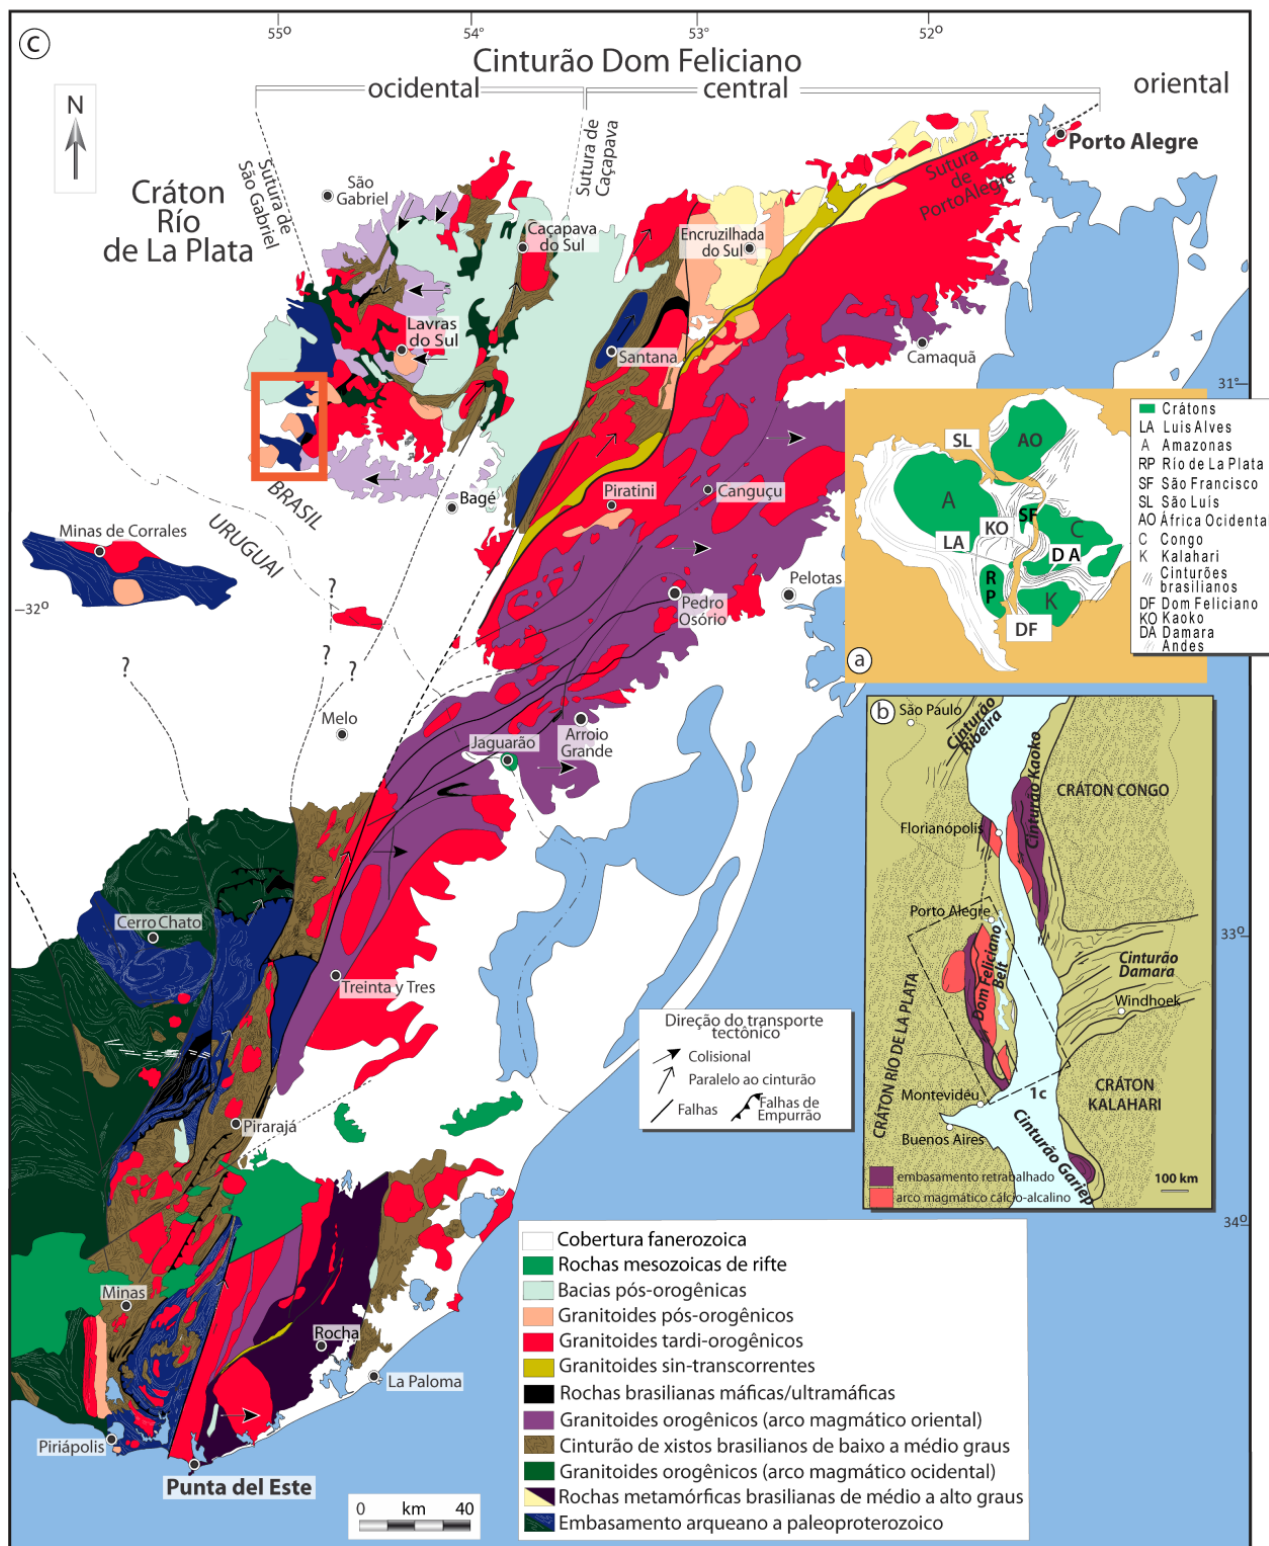 c
55º
54º
53°
52º
Cinturão Dom Feliciano
ocidental
central
oriental
N
Sutura de
São Gabriel
Sutura de
Caçapava
Porto Alegre
Sutura
de
PortoAlegre
Cráton
Río
de La Plata
São
Gabriel
Caçapava
do Sul
Encruzilhada
do Sul
Lavras
do Sul
Santana
Camaquã
31º
BRASIL
URUGUAI
Bagé
Piratini
Canguçu
Minas de Corrales
32º
Pelotas
Pedro
Osório
?
?
?
Melo
Jaguarão
Arroio
Grande
Cerro Chato
33º
Treinta y Tres
Pirarajá
34º
Minas
Rocha
La Paloma
Piriápolis
Punta del Este
0 km 40
Direção do transporte
tectônico
Colisional
Paralelo ao cinturão
Falhas
Falhas de
Empurrão
a
SL
AO
A
KO
SF
C
LA
D A
R
P
K
DF
Crátons
LA Luis Alves
A Amazonas
RP Río de La Plata
SF São Francisco
SL São Luís
AO África Ocidental
C Congo
K Kalahari
Cinturões
brasilianos
DF Dom Feliciano
KO Kaoko
DA Damara
Andes
b
São Paulo
Cinturão
Ribeira
Cinturão Kaoko
CRÁTON CONGO
Florianópolis
Porto Alegre
Dom Feliciano
Belt
Cinturão
Damara
Windhoek
CRÁTON RÍO DE LA PLATA
Montevidéu
1c
CRÁTON
KALAHARI
Buenos Aires
Cinturão Gariep
embasamento retrabalhado
arco magmático cálcio-alcalino
100 km
Cobertura fanerozoica
Rochas mesozoicas de rifte
Bacias pós-orogênicas
Granitoides pós-orogênicos
Granitoides tardi-orogênicos
Granitoides sin-transcorrentes
Rochas brasilianas máficas/ultramáficas
Granitoides orogênicos (arco magmático oriental)
Cinturão de xistos brasilianos de baixo a médio graus
Granitoides orogênicos (arco magmático ocidental)
Rochas metamórficas brasilianas de médio a alto graus
Embasamento arqueano a paleoproterozoico